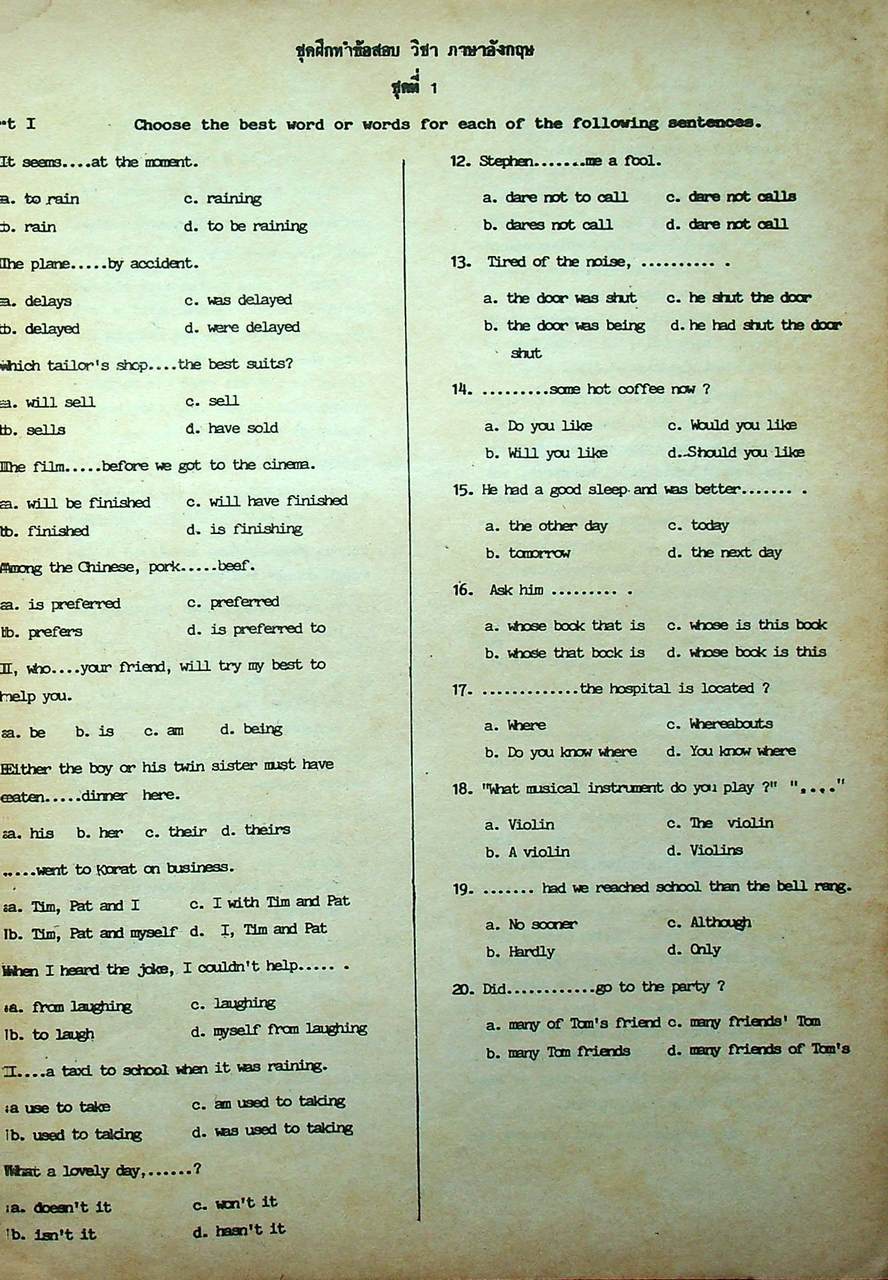 ชุดฝึกทำข้อสอบ วิชา ภาษาอังกฤษ
ชุดที่ 1
t I Choose the best word or words for each of the following sentences.
It seems....at the moment.
a. to rain c. raining
b. rain d. to be raining
The plane.....by accident.
a. delays c. was delayed
b. delayed d. were delayed
which tailor's shop....the best suits?
a. will sell c. sell
b. sells d. have sold
The film.....before we got to the cinema.
a. will be finished c. will have finished
b. finished d. is finishing
Among the Chinese, pork.....beef.
a. is preferred c. preferred
b. prefers d. is preferred to
I, who....your friend, will try my best to
help you.
a. be b. is c. am d. being
Either the boy or his twin sister must have
eaten.....dinner here.
a. his b. her c. their d. theirs
.....went to Korat on business.
a. Tim, Pat and I c. I with Tim and Pat
b. Tim, Pat and myself d. I, Tim and Pat
When I heard the joke, I couldn't help..... .
a. from laughing c. laughing
b. to laugh d. myself from laughing
I....a taxi to school when it was raining.
a use to take c. am used to taking
b. used to taking d. was used to taking
What a lovely day,......?
a. doesn't it c. won't it
b. isn't it d. hasn't it
12. Stephen.......me a fool.
a. dare not to call c. dare not calls
b. dares not call d. dare not call
13. Tired of the noise, .......... .
a. the door was shut c. he shut the door
b. the door was being d. he had shut the door
shut
14. .........some hot coffee now ?
a. Do you like c. Would you like
b. Will you like d. Should you like
15. He had a good sleep and was better....... .
a. the other day c. today
b. tomorrow d. the next day
16. Ask him ......... .
a. whose book that is c. whose is this book
b. whose that book is d. whose book is this
17. .............the hospital is located ?
a. Where c. Whereabouts
b. Do you know where d. You know where
18. "What musical instrument do you play ?" "...."
a. Violin c. The violin
b. A violin d. Violins
19. ....... had we reached school than the bell rang.
a. No sooner c. Although
b. Hardly d. Only
20. Did............go to the party ?
a. many of Tom's friend c. many friends' Tom
b. many Tom friends d. many friends of Tom's